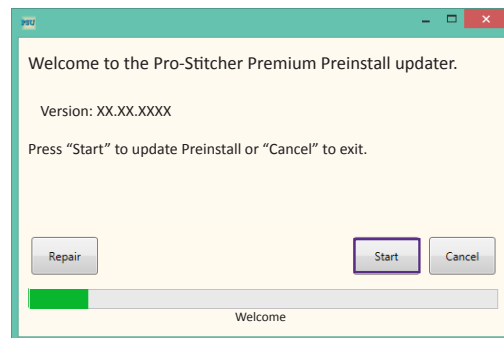 PSU
Welcome to the Pro-Stitcher Premium Preinstall updater.
Version: XX.XX.XXXX
Press “Start” to update Preinstall or “Cancel” to exit.
Repair Start Cancel
Welcome